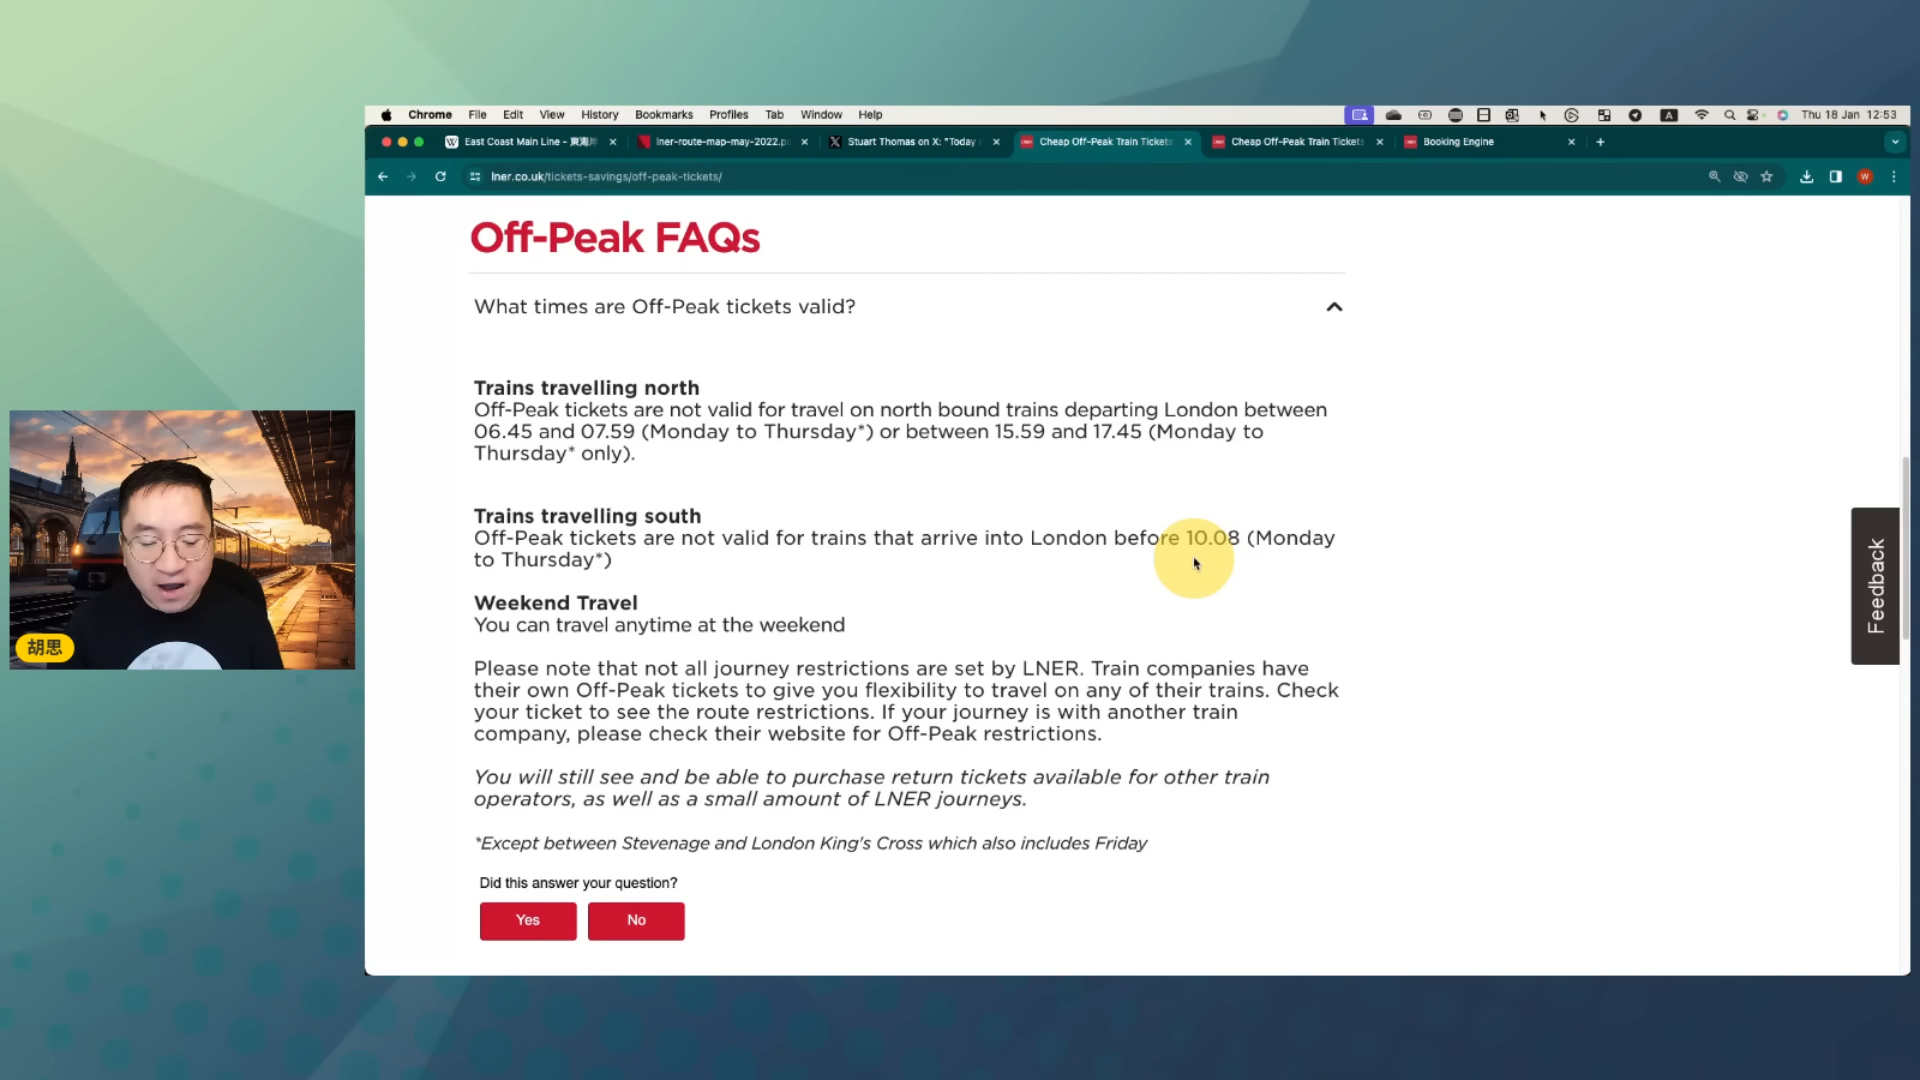 Chrome File Edit View History Bookmarks Profiles Tab Window Help
Thu 18 Jan 12:53
East Coast Main Line -
lner-route-map-may-2022.p
Stuart Thomas on X: "Today
Cheap Off-Peak Train Tickets
Cheap Off-Peak Train Tickets
Booking Engine
lner.co.uk/tickets-savings/off-peak-tickets/
W
Off-Peak FAQs
What times are Off-Peak tickets valid?
Trains travelling north
Off-Peak tickets are not valid for travel on north bound trains departing London between
06.45 and 07.59 (Monday to Thursday*) or between 15.59 and 17.45 (Monday to
Thursday* only).
Trains travelling south
Off-Peak tickets are not valid for trains that arrive into London before 10.08 (Monday
to Thursday*)
Weekend Travel
You can travel anytime at the weekend
Please note that not all journey restrictions are set by LNER. Train companies have
their own Off-Peak tickets to give you flexibility to travel on any of their trains. Check
your ticket to see the route restrictions. If your journey is with another train
company, please check their website for Off-Peak restrictions.
You will still see and be able to purchase return tickets available for other train
operators, as well as a small amount of LNER journeys.
*Except between Stevenage and London King's Cross which also includes Friday
Did this answer your question?
Yes
No
Feedback
胡思